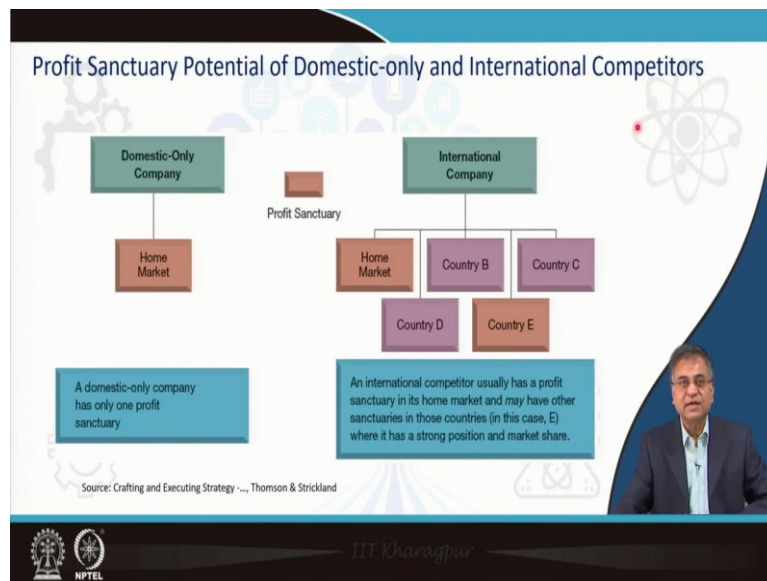 Profit Sanctuary Potential of Domestic-only and International Competitors
Domestic-Only
Company
Profit Sanctuary
International
Company
Home
Market
Home
Market
Country B
Country C
Country D
Country E
A domestic-only company
has only one profit
sanctuary
An international competitor usually has a profit
sanctuary in its home market and may have other
sanctuaries in those countries (in this case, E)
where it has a strong position and market share.
Source: Crafting and Executing Strategy -..., Thomson & Strickland
IIT Kharagpur
NPTEL